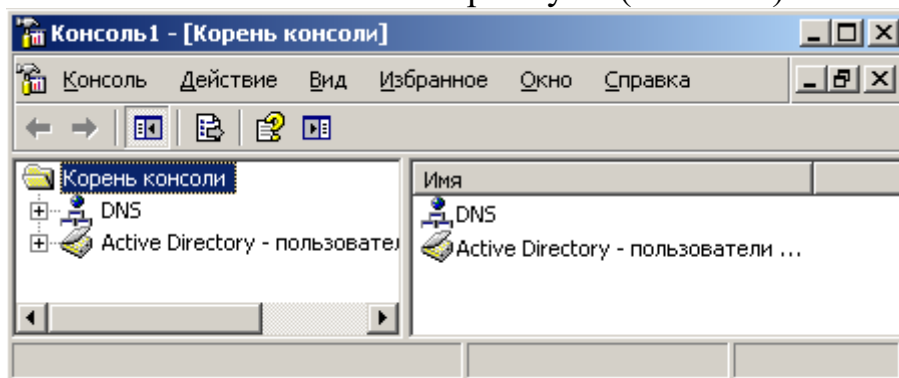 Консоль1 - [Корень консоли]
Консоль Действие Вид Избранное Окно Справка
Корень консоли
DNS
Active Directory - пользовател
Имя
DNS
Active Directory - пользователи ...